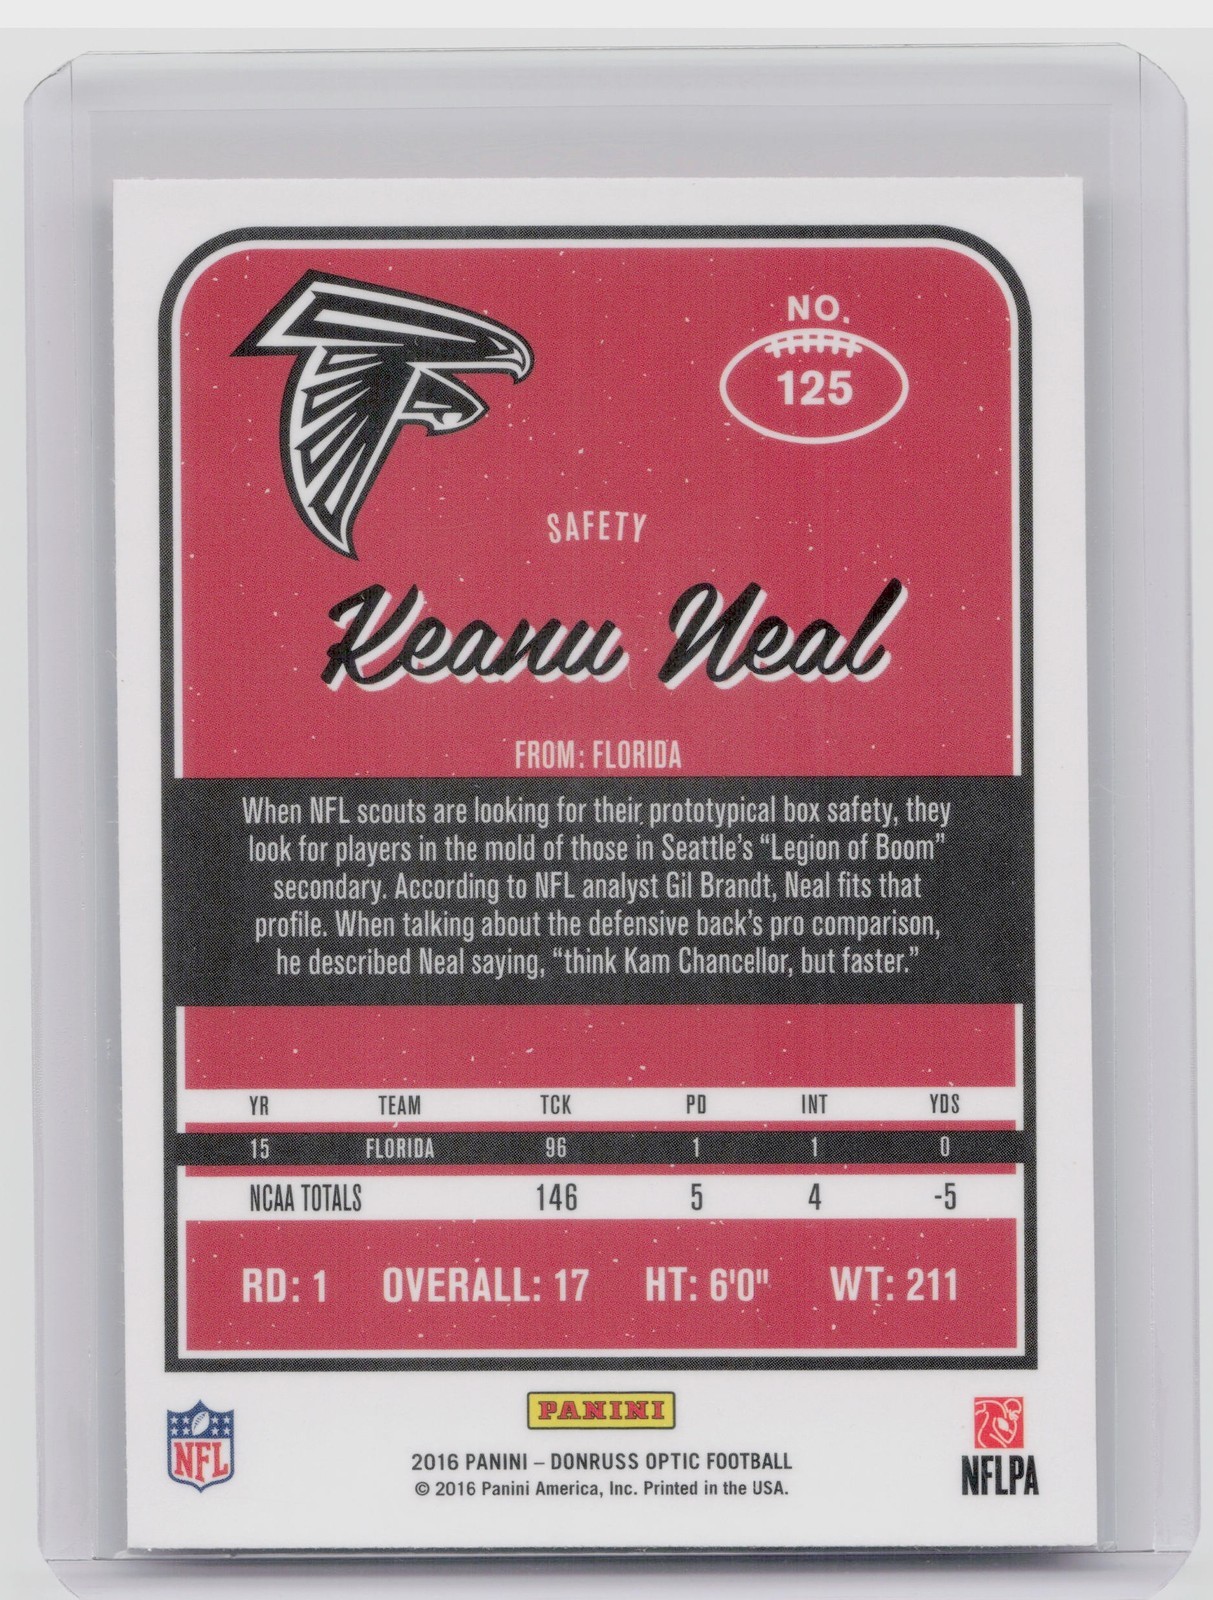 NO.
125
SAFETY
Keanu Neal
FROM: FLORIDA
When NFL scouts are looking for their prototypical box safety, they
look for players in the mold of those in Seattle's “Legion of Boom”
secondary. According to NFL analyst Gil Brandt, Neal fits that
profile. When talking about the defensive back's pro comparison,
he described Neal saying, “think Kam Chancellor, but faster.”
YR TEAM TCK PD INT YDS
15 FLORIDA 96 1 1 0
NCAA TOTALS 146 5 4 -5
RD: 1 OVERALL: 17 HT: 6'0" WT: 211
NFL
PANINI
NFLPA
2016 PANINI – DONRUSS OPTIC FOOTBALL
© 2016 Panini America, Inc. Printed in the USA.